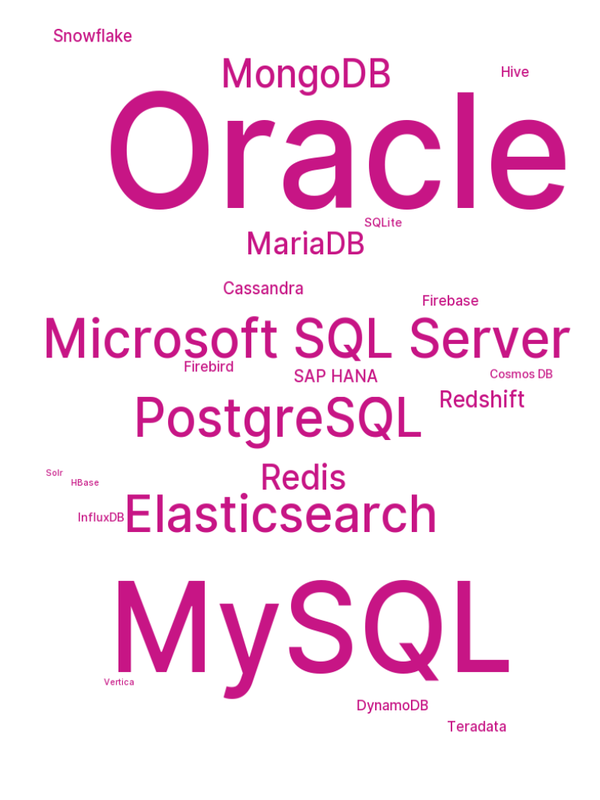 Snowflake
MongoDB
Hive
Oracle
SQLite
MariaDB
Cassandra
Firebase
Microsoft SQL Server
Firebird
SAP HANA
Cosmos DB
Redshift
PostgreSQL
Redis
Solr
HBase
Elasticsearch
InfluxDB
MySQL
Vertica
DynamoDB
Teradata